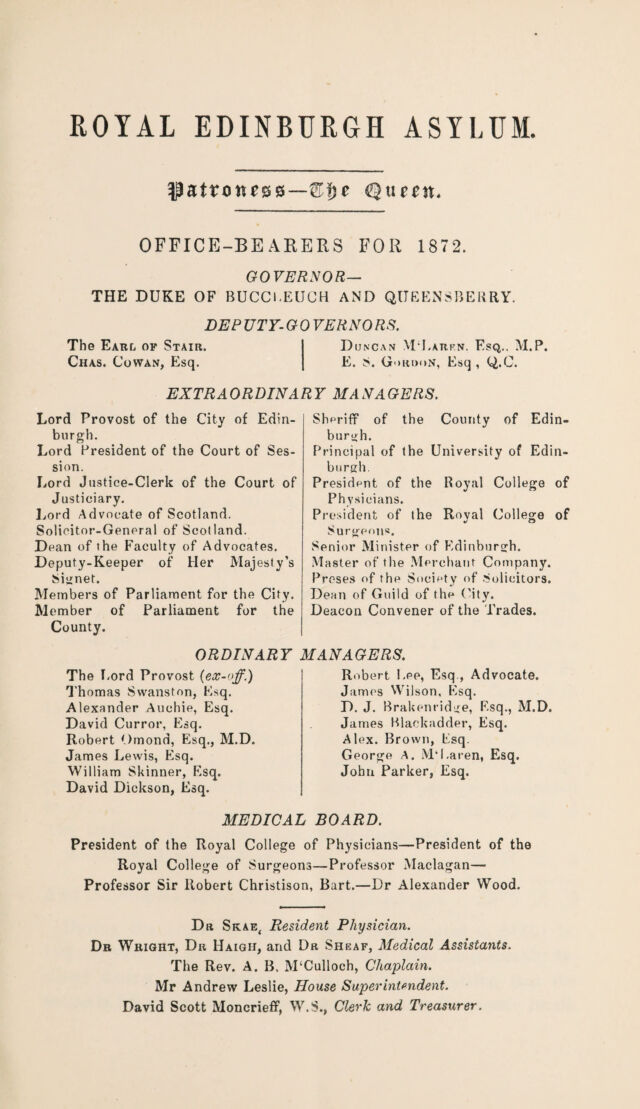 ROYAL EDINBURGH ASYLUM.
Patroness—The Queen.
OFFICE-BEARERS FOR 1872.
GOVERNOR—
THE DUKE OF BUCCLEUCH AND QUEENSBERRY.
DEPUTY-GOVERNORS.
The EARL OF STAIR.
CHAS. COWAN, Esq.
DUNCAN M‘LAREN, ESQ., M.P.
E. S. GORDON, Esq, Q.C.
EXTRAORDINARY MANAGERS.
Lord Provost of the City of Edin-
burgh.
Lord President of the Court of Ses-
sion.
Lord Justice-Clerk of the Court of
Justiciary.
Lord Advocate of Scotland.
Solicitor-General of Scotland.
Dean of the Faculty of Advocates.
Deputy-Keeper of Her Majesty's
Signet.
Members of Parliament for the City.
Member of Parliament for the
County.
Sheriff of the County of Edin-
burgh.
Principal of the University of Edin-
burgh.
President of the Royal College of
Physicians.
President of the Royal College of
Surgeons.
Senior Minister of Edinburgh.
Master of the Merchant Company.
Preses of the Society of Solicitors.
Dean of Guild of the City.
Deacon Convener of the Trades.
ORDINARY MANAGERS.
The Lord Provost (ex-off.)
Thomas Swanston, Esq.
Alexander Auchie, Esq.
David Curror, Esq.
Robert Omond, Esq., M.D.
James Lewis, Esq.
William Skinner, Esq.
David Dickson, Esq.
Robert Lee, Esq., Advocate.
James Wilson, Esq.
D. J. Brakenridge, Esq., M.D.
James Blackadder, Esq.
Alex. Brown, Esq.
George A. M‘Laren, Esq.
John Parker, Esq.
MEDICAL BOARD.
President of the Royal College of Physicians—President of the
Royal College of Surgeons—Professor Maclagan—
Professor Sir Robert Christison, Bart.—Dr Alexander Wood.
DR SKAE, Resident Physician.
DR WRIGHT, DR HAIGH, and DR SHEAF, Medical Assistants.
The Rev. A. B. M‘Culloch, Chaplain.
Mr Andrew Leslie, House Superintendent.
David Scott Moncrieff, W.S., Clerk and Treasurer.